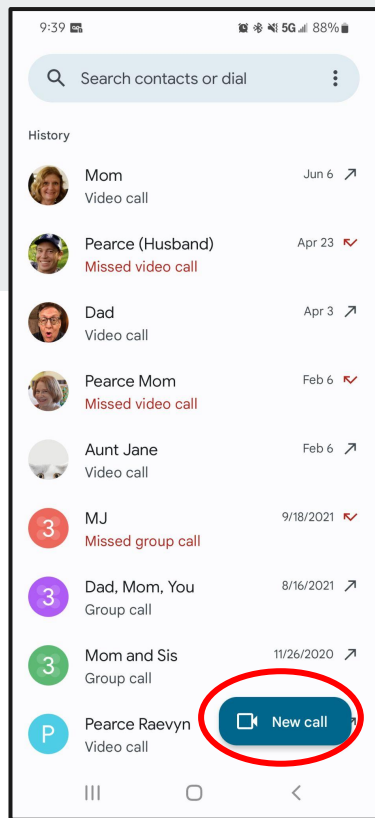 9:39 5G 88%
Search contacts or dial
History
Mom Jun 6
Video call
Pearce (Husband) Apr 23
Missed video call
Dad Apr 3
Video call
Pearce Mom Feb 6
Missed video call
Aunt Jane Feb 6
Video call
3 MJ 9/18/2021
Missed group call
3 Dad, Mom, You 8/16/2021
Group call
3 Mom and Sis 11/26/2020
Group call
P Pearce Raevyn New call
Video call